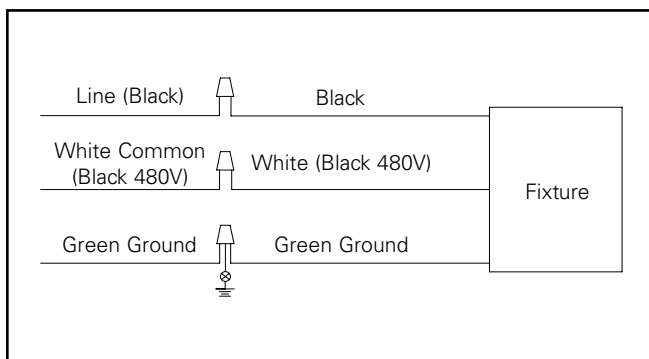 Line (Black)
Black
White Common
(Black 480V)
White (Black 480V)
Fixture
Green Ground
Green Ground